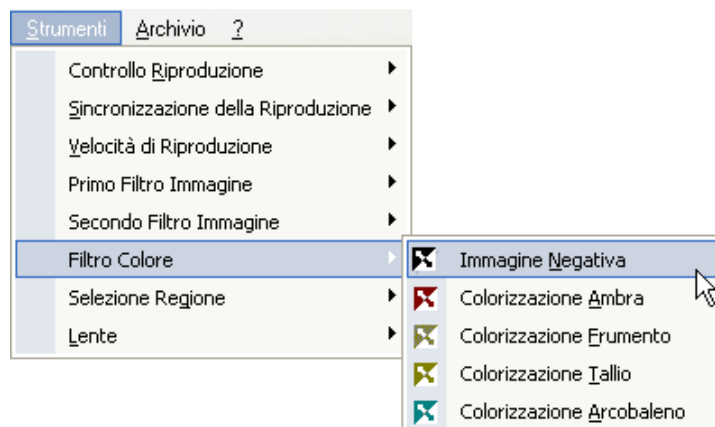 Strumenti Archivio ?
Controllo Riproduzione
Sincronizzazione della Riproduzione
Velocità di Riproduzione
Primo Filtro Immagine
Secondo Filtro Immagine
Filtro Colore
Immagine Negativa
Selezione Regione
Colorizzazione Ambra
Colorizzazione Frumento
Lente
Colorizzazione Tallio
Colorizzazione Arcobaleno